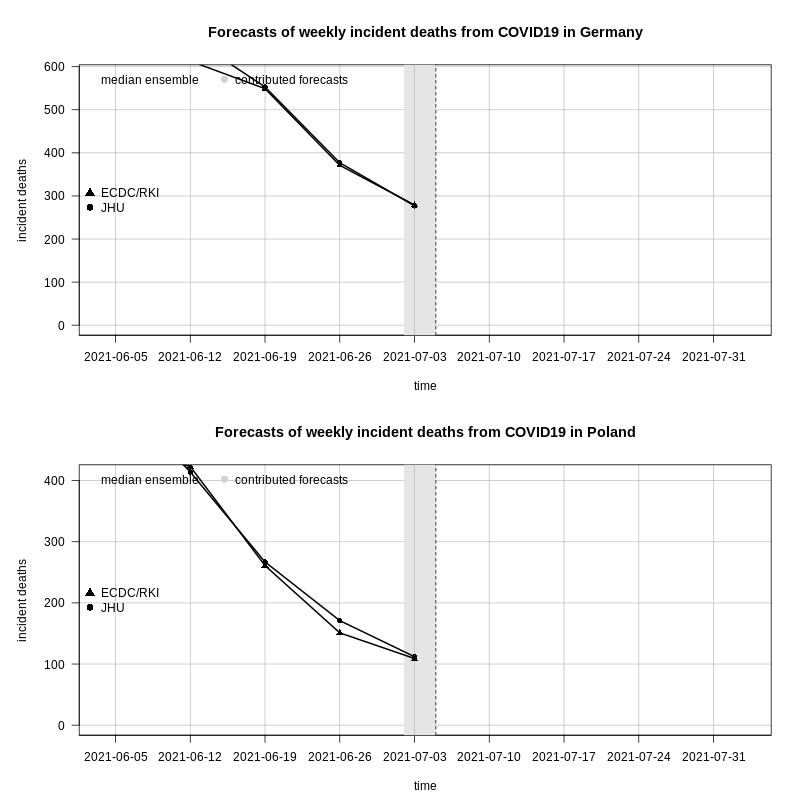 Forecasts of weekly incident deaths from COVID19 in Germany
600
median ensemble contributed forecasts
500
400
300
ECDC/RKI
JHU
200
100
0
incident deaths
2021-06-05 2021-06-12 2021-06-19 2021-06-26 2021-07-03 2021-07-10 2021-07-17 2021-07-24 2021-07-31
time
Forecasts of weekly incident deaths from COVID19 in Poland
400
median ensemble contributed forecasts
300
ECDC/RKI
200
JHU
100
0
incident deaths
2021-06-05 2021-06-12 2021-06-19 2021-06-26 2021-07-03 2021-07-10 2021-07-17 2021-07-24 2021-07-31
time